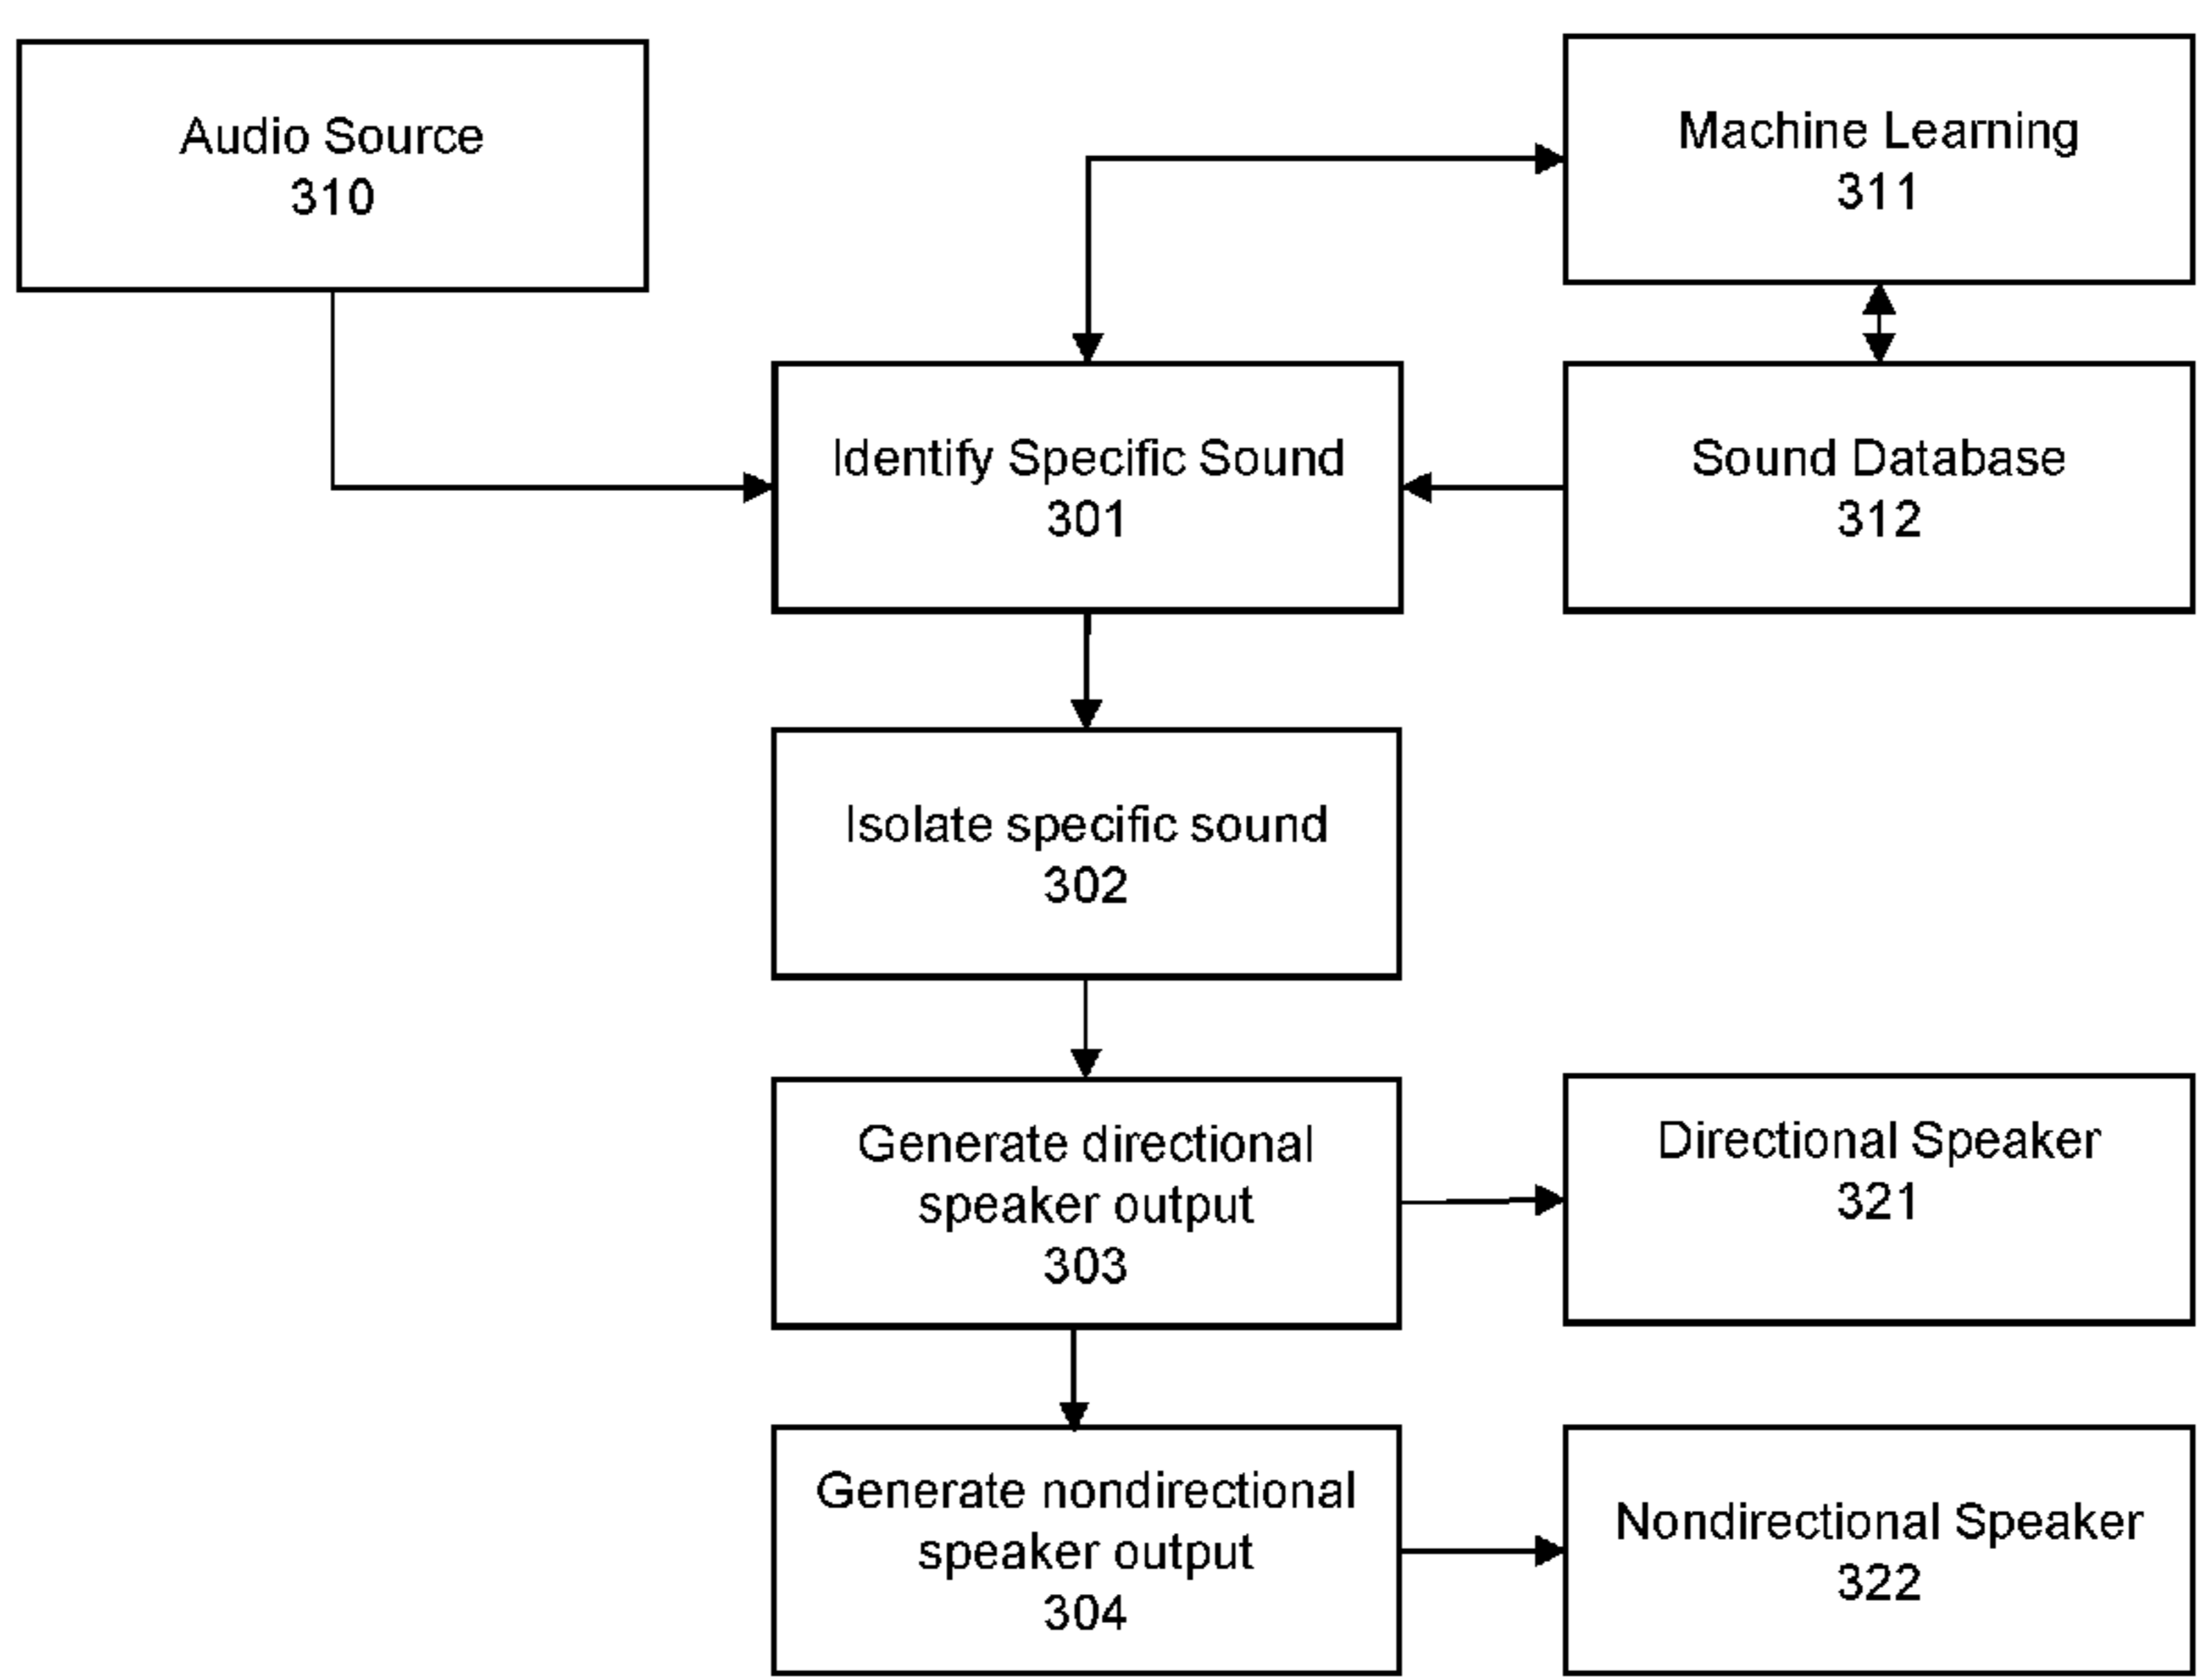 Audio Source
310
Machine Learning
311
Identify Specific Sound
301
Sound Database
312
Isolate specific sound
302
Generate directional
speaker output
303
Directional Speaker
321
Generate nondirectional
speaker output
304
Nondirectional Speaker
322